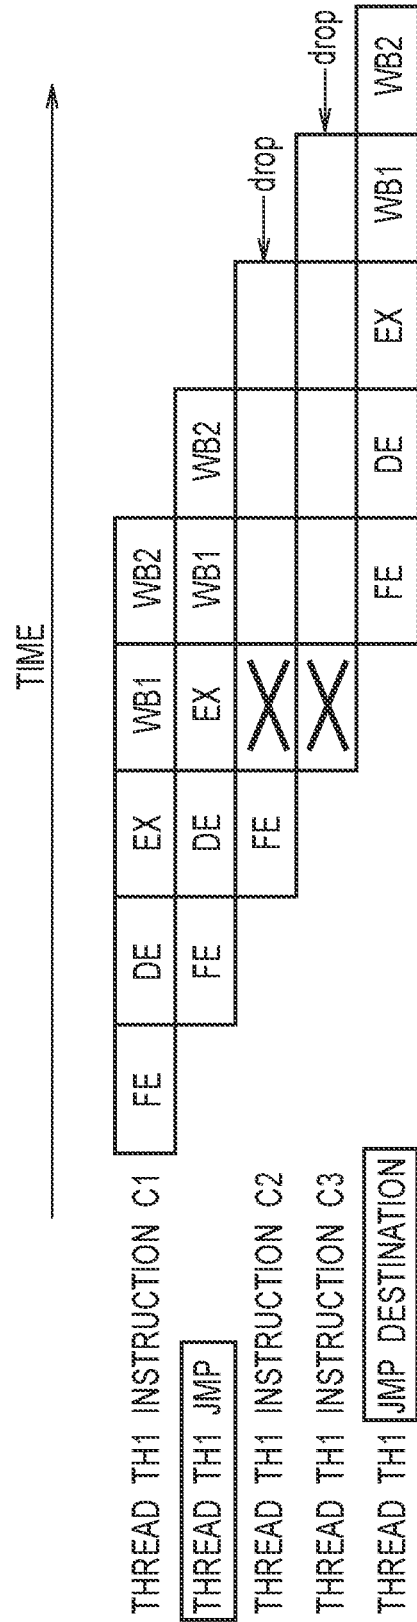 TIME
THREAD TH1 INSTRUCTION C1 FE DE EX WB1 WB2
THREAD TH1 JMP FE DE EX WB1 WB2
THREAD TH1 INSTRUCTION C2 FE drop
THREAD TH1 INSTRUCTION C3 drop
THREAD TH1 JMP DESTINATION FE DE EX WB1 WB2